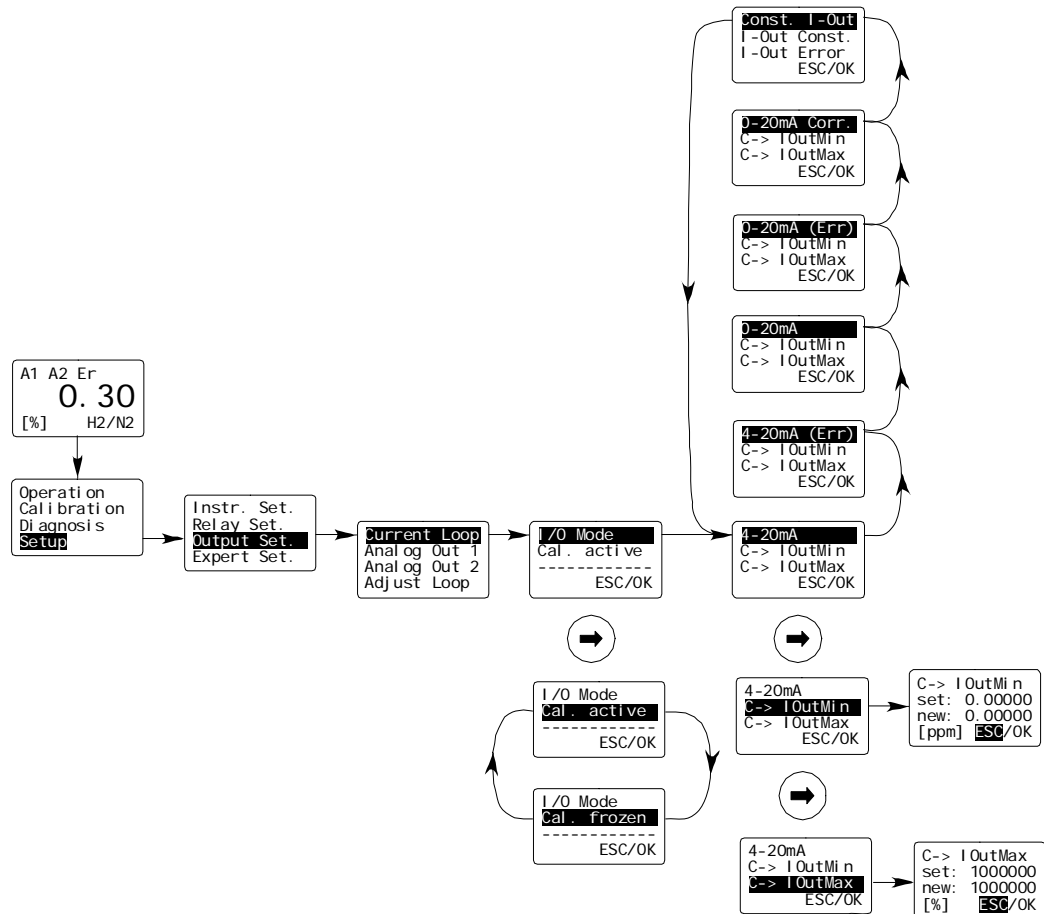 Const. I-Out
I-Out Const.
I-Out Error
ESC/OK
0-20mA Corr.
C-> IOutMin
C-> IOutMax
ESC/OK
0-20mA (Err)
C-> IOutMin
C-> IOutMax
ESC/OK
0-20mA
C-> IOutMin
C-> IOutMax
ESC/OK
A1 A2 Er
0.30
[%] H2/N2
4-20mA (Err)
C-> IOutMin
C-> IOutMax
ESC/OK
Operation
Calibration
Diagnosis
Setup
Instr. Set.
Relay Set.
Output Set.
Expert Set.
Current Loop
Analog Out 1
Analog Out 2
Adjust Loop
I/O Mode
Cal. active
------------
ESC/OK
4-20mA
C-> IOutMin
C-> IOutMax
ESC/OK
I/O Mode
Cal. active
------------
ESC/OK
4-20mA
C-> IOutMin
C-> IOutMax
ESC/OK
C-> IOutMin
set: 0.00000
new: 0.00000
[ppm] ESC/OK
I/O Mode
Cal. frozen
------------
ESC/OK
4-20mA
C-> IOutMin
C-> IOutMax
ESC/OK
C-> IOutMax
set: 1000000
new: 1000000
[%] ESC/OK